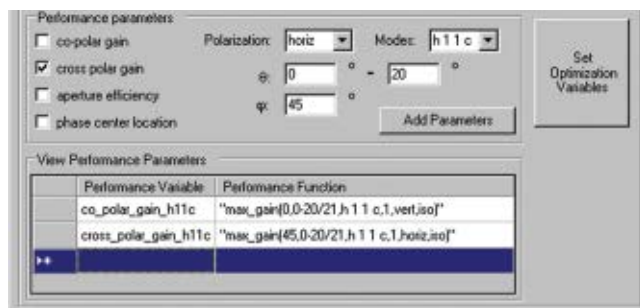 Performance parameters
co-polar gain Polarization: horiz Modes: h 1 1 c
cross polar gain θ: 0 ° - 20 °
aperture efficiency φ: 45 °
phase center location Add Parameters
Set Optimization Variables
View Performance Parameters
Performance Variable Performance Function
co_polar_gain_h11c "max_gain(0,0-20/21,h 1 1 c,1,vert,iso)"
cross_polar_gain_h11c "max_gain(45,0-20/21,h 1 1 c,1,horiz,iso)"